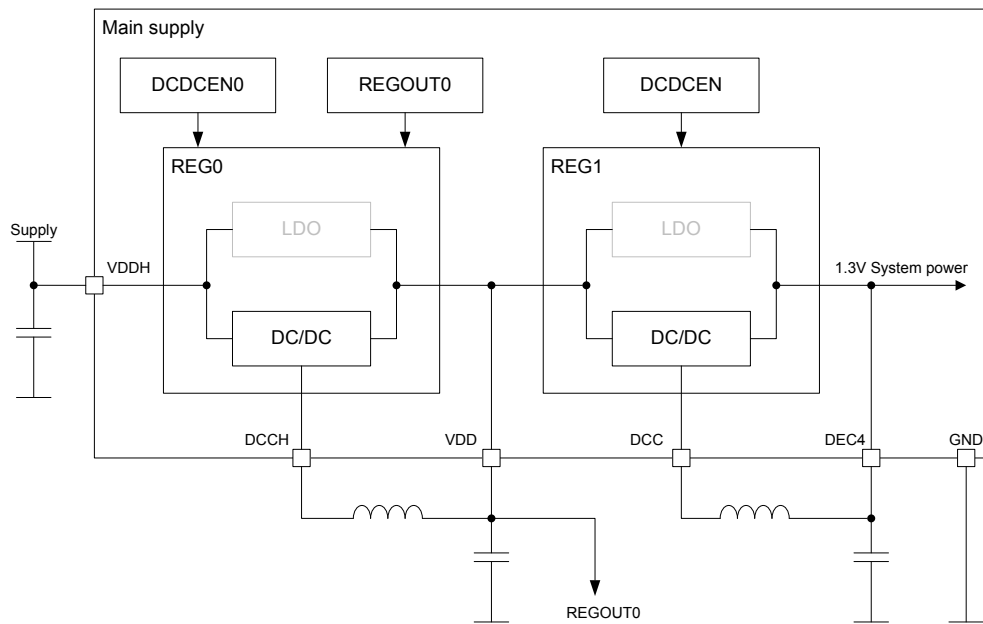 Main supply
DCDCEN0
REGOUT0
DCDCEN
REG0
REG1
LDO
LDO
Supply
VDDH
1.3V System power
DC/DC
DC/DC
DCCH
VDD
DCC
DEC4
GND
REGOUT0